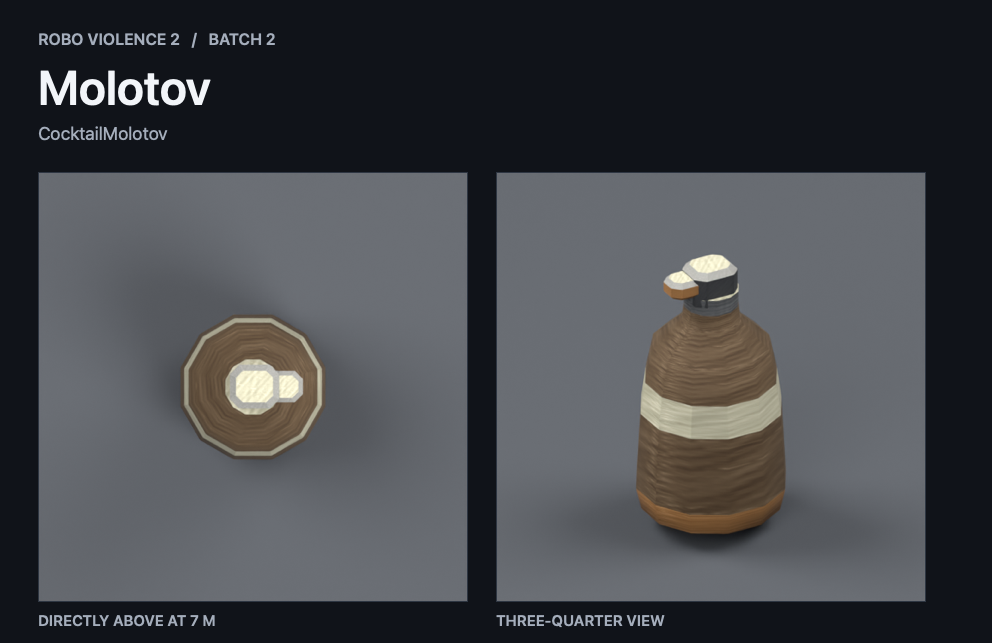 ROBO VIOLENCE 2 / BATCH 2
Molotov
CocktailMolotov
DIRECTLY ABOVE AT 7 M
THREE-QUARTER VIEW